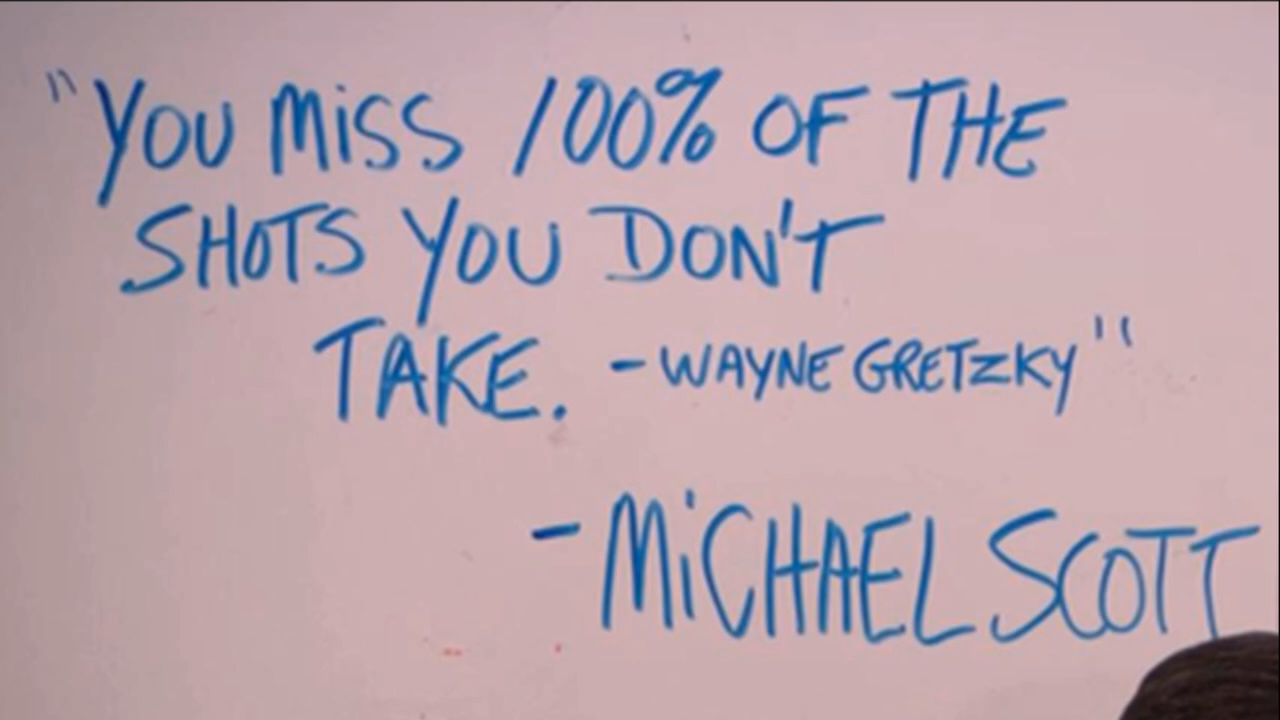 "YOU MiSS 100% OF THE
SHOTS YOU DON'T
TAKE. - WAYNE GRETZKY"
- MiCHAEL SCOTT